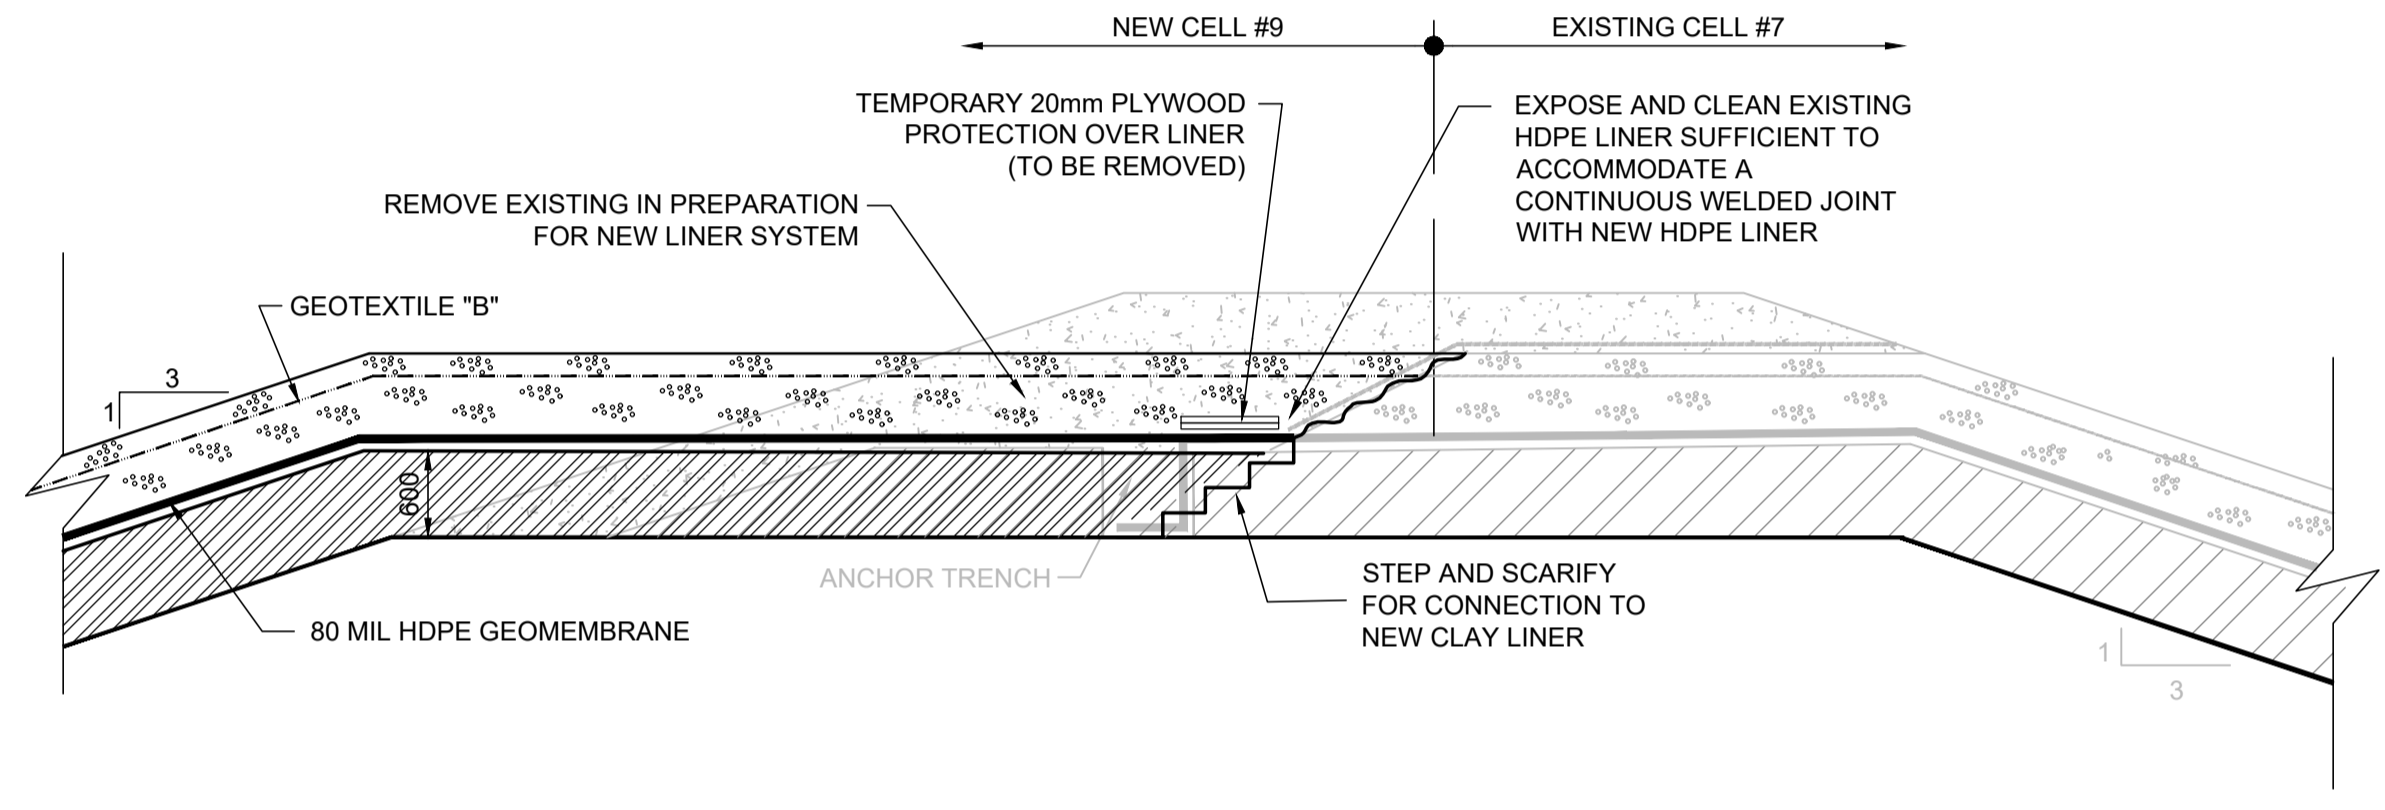 NEW CELL #9
EXISTING CELL #7
TEMPORARY 20mm PLYWOOD
PROTECTION OVER LINER
(TO BE REMOVED)
EXPOSE AND CLEAN EXISTING
HDPE LINER SUFFICIENT TO
ACCOMMODATE A
CONTINUOUS WELDED JOINT
WITH NEW HDPE LINER
REMOVE EXISTING IN PREPARATION
FOR NEW LINER SYSTEM
GEOTEXTILE "B"
3
1
600
ANCHOR TRENCH
STEP AND SCARIFY
FOR CONNECTION TO
NEW CLAY LINER
80 MIL HDPE GEOMEMBRANE
1
3